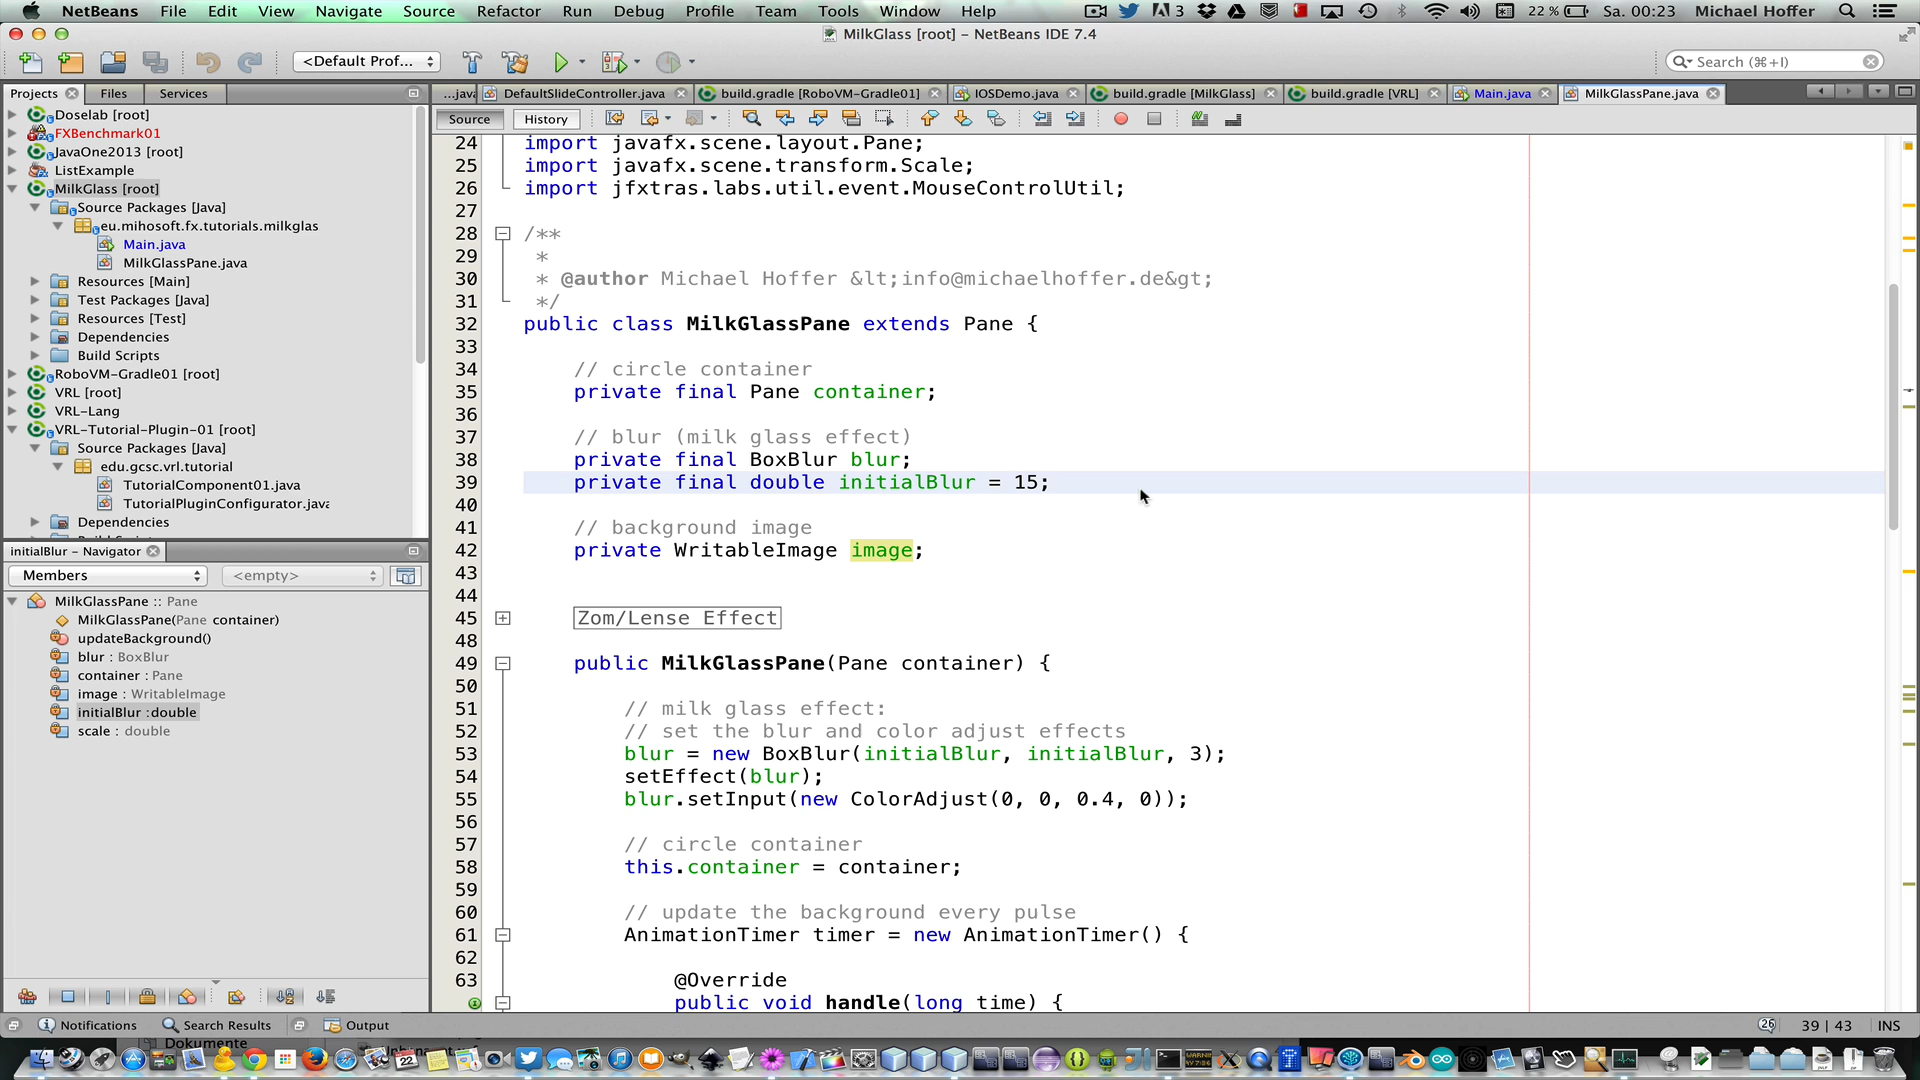 NetBeans File Edit View Navigate Source Refactor Run Debug Profile Team Tools Window Help 3 22 % Sa. 00:23 Michael Hoffer
MilkGlass [root] – NetBeans IDE 7.4
<Default Prof... Search (⌘+I)
Projects Files Services
...java DefaultSlideController.java build.gradle [RoboVM-Gradle01] IOSDemo.java build.gradle [MilkGlass] build.gradle [VRL] Main.java MilkGlassPane.java
Source History
Doselab [root]
FXBenchmark01
JavaOne2013 [root]
ListExample
MilkGlass [root]
Source Packages [Java]
eu.mihosoft.fx.tutorials.milkglas
Main.java
MilkGlassPane.java
Resources [Main]
Test Packages [Java]
Resources [Test]
Dependencies
Build Scripts
RoboVM-Gradle01 [root]
VRL [root]
VRL-Lang
VRL-Tutorial-Plugin-01 [root]
Source Packages [Java]
edu.gcsc.vrl.tutorial
TutorialComponent01.java
TutorialPluginConfigurator.java
Dependencies
initialBlur – Navigator
Members <empty>
MilkGlassPane :: Pane
MilkGlassPane(Pane container)
updateBackground()
blur : BoxBlur
container : Pane
image : WritableImage
initialBlur : double
scale : double
24 import javafx.scene.layout.Pane;
25 import javafx.scene.transform.Scale;
26 import jfxtras.labs.util.event.MouseControlUtil;
27
28 /**
29 *
30 * @author Michael Hoffer &lt;info@michaelhoffer.de&gt;
31 */
32 public class MilkGlassPane extends Pane {
33
34 // circle container
35 private final Pane container;
36
37 // blur (milk glass effect)
38 private final BoxBlur blur;
39 private final double initialBlur = 15;
40
41 // background image
42 private WritableImage image;
43
44
45 Zom/Lense Effect
48
49 public MilkGlassPane(Pane container) {
50
51 // milk glass effect:
52 // set the blur and color adjust effects
53 blur = new BoxBlur(initialBlur, initialBlur, 3);
54 setEffect(blur);
55 blur.setInput(new ColorAdjust(0, 0, 0.4, 0));
56
57 // circle container
58 this.container = container;
59
60 // update the background every pulse
61 AnimationTimer timer = new AnimationTimer() {
62
63 @Override
public void handle(long time) {
Notifications Search Results Output 26 39 | 43 INS
Dokumente